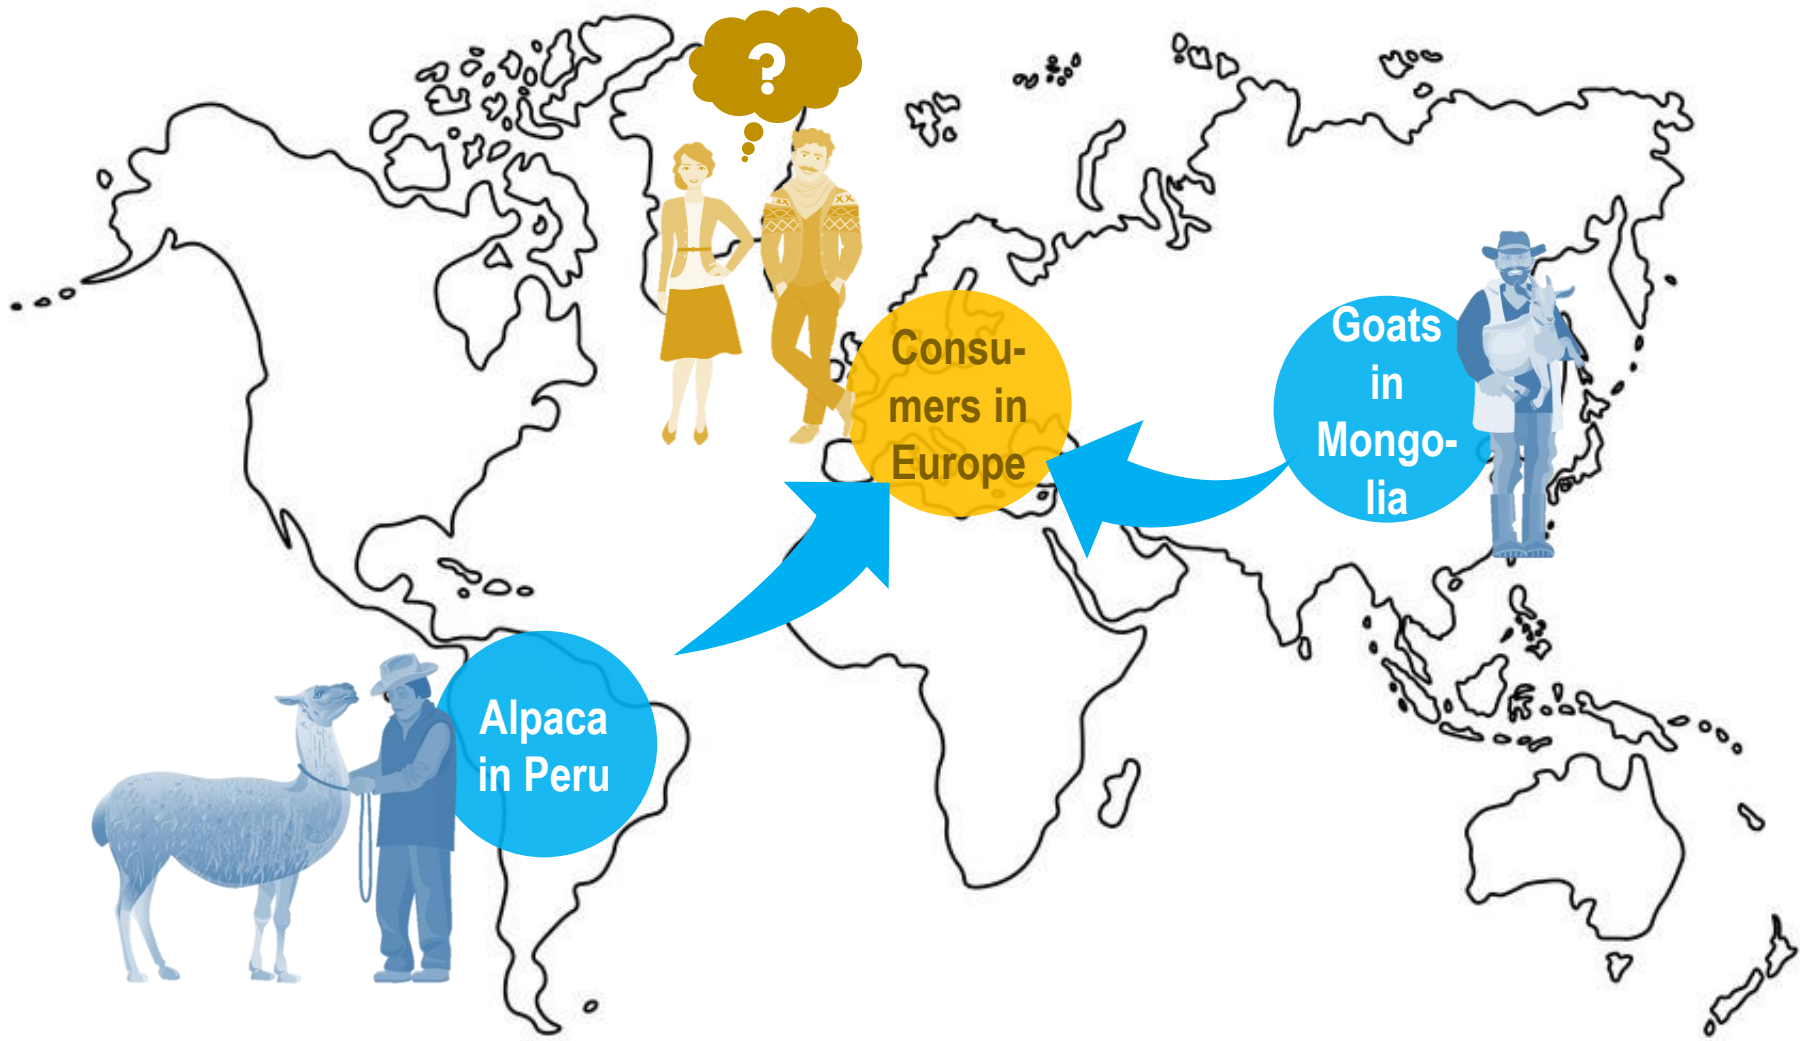 ?
Consu-
mers in
Europe
Goats
in
Mongo-
lia
Alpaca
in Peru